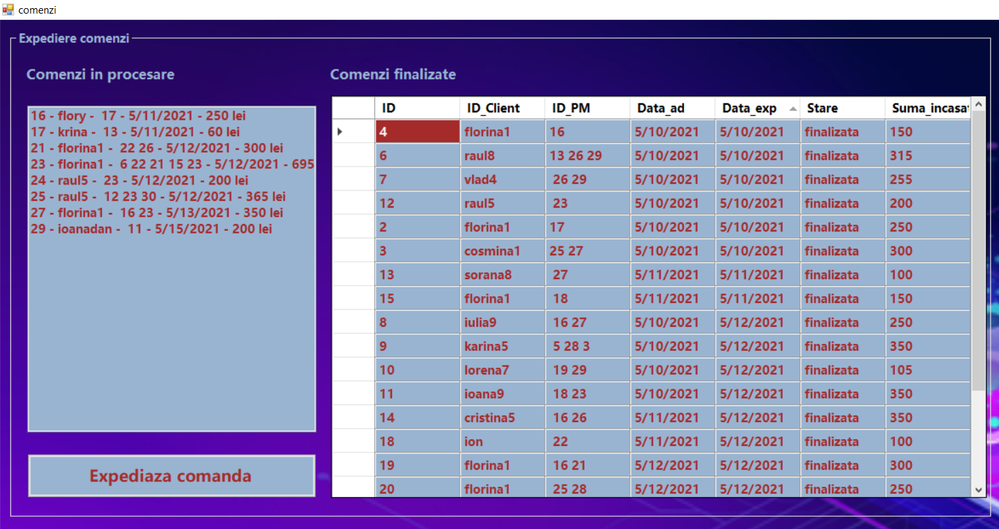 comenzi
Expediere comenzi
Comenzi in procesare
16 - flory -  17 - 5/11/2021 - 250 lei
17 - krina -  13 - 5/11/2021 - 60 lei
21 - florina1 -  22 26 - 5/12/2021 - 300 lei
23 - florina1 -  6 22 21 15 23 - 5/12/2021 - 695
24 - raul5 -  23 - 5/12/2021 - 200 lei
25 - raul5 -  12 23 30 - 5/12/2021 - 365 lei
27 - florina1 -  16 23 - 5/13/2021 - 350 lei
29 - ioanadan -  11 - 5/15/2021 - 200 lei
Expediaza comanda
Comenzi finalizate
ID ID_Client ID_PM Data_ad Data_exp Stare Suma_incasat
4 florina1 16 5/10/2021 5/10/2021 finalizata 150
6 raul8 13 26 29 5/10/2021 5/10/2021 finalizata 315
7 vlad4 26 29 5/10/2021 5/10/2021 finalizata 255
12 raul5 23 5/10/2021 5/10/2021 finalizata 200
2 florina1 17 5/10/2021 5/10/2021 finalizata 250
3 cosmina1 25 27 5/10/2021 5/10/2021 finalizata 300
13 sorana8 27 5/11/2021 5/11/2021 finalizata 100
15 florina1 18 5/11/2021 5/11/2021 finalizata 150
8 iulia9 16 27 5/10/2021 5/12/2021 finalizata 250
9 karina5 5 28 3 5/10/2021 5/12/2021 finalizata 350
10 lorena7 19 29 5/10/2021 5/12/2021 finalizata 105
11 ioana9 18 23 5/10/2021 5/12/2021 finalizata 350
14 cristina5 16 26 5/11/2021 5/12/2021 finalizata 350
18 ion 22 5/11/2021 5/12/2021 finalizata 100
19 florina1 16 21 5/12/2021 5/12/2021 finalizata 300
20 florina1 25 28 5/12/2021 5/12/2021 finalizata 250